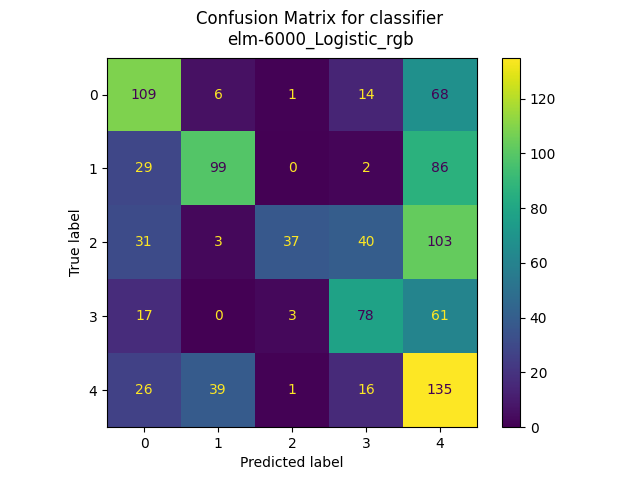 Confusion Matrix for classifier
elm-6000_Logistic_rgb
0 109 6 1 14 68
1 29 99 0 2 86
2 31 3 37 40 103
3 17 0 3 78 61
4 26 39 1 16 135
0 1 2 3 4
True label
Predicted label
120
100
80
60
40
20
0